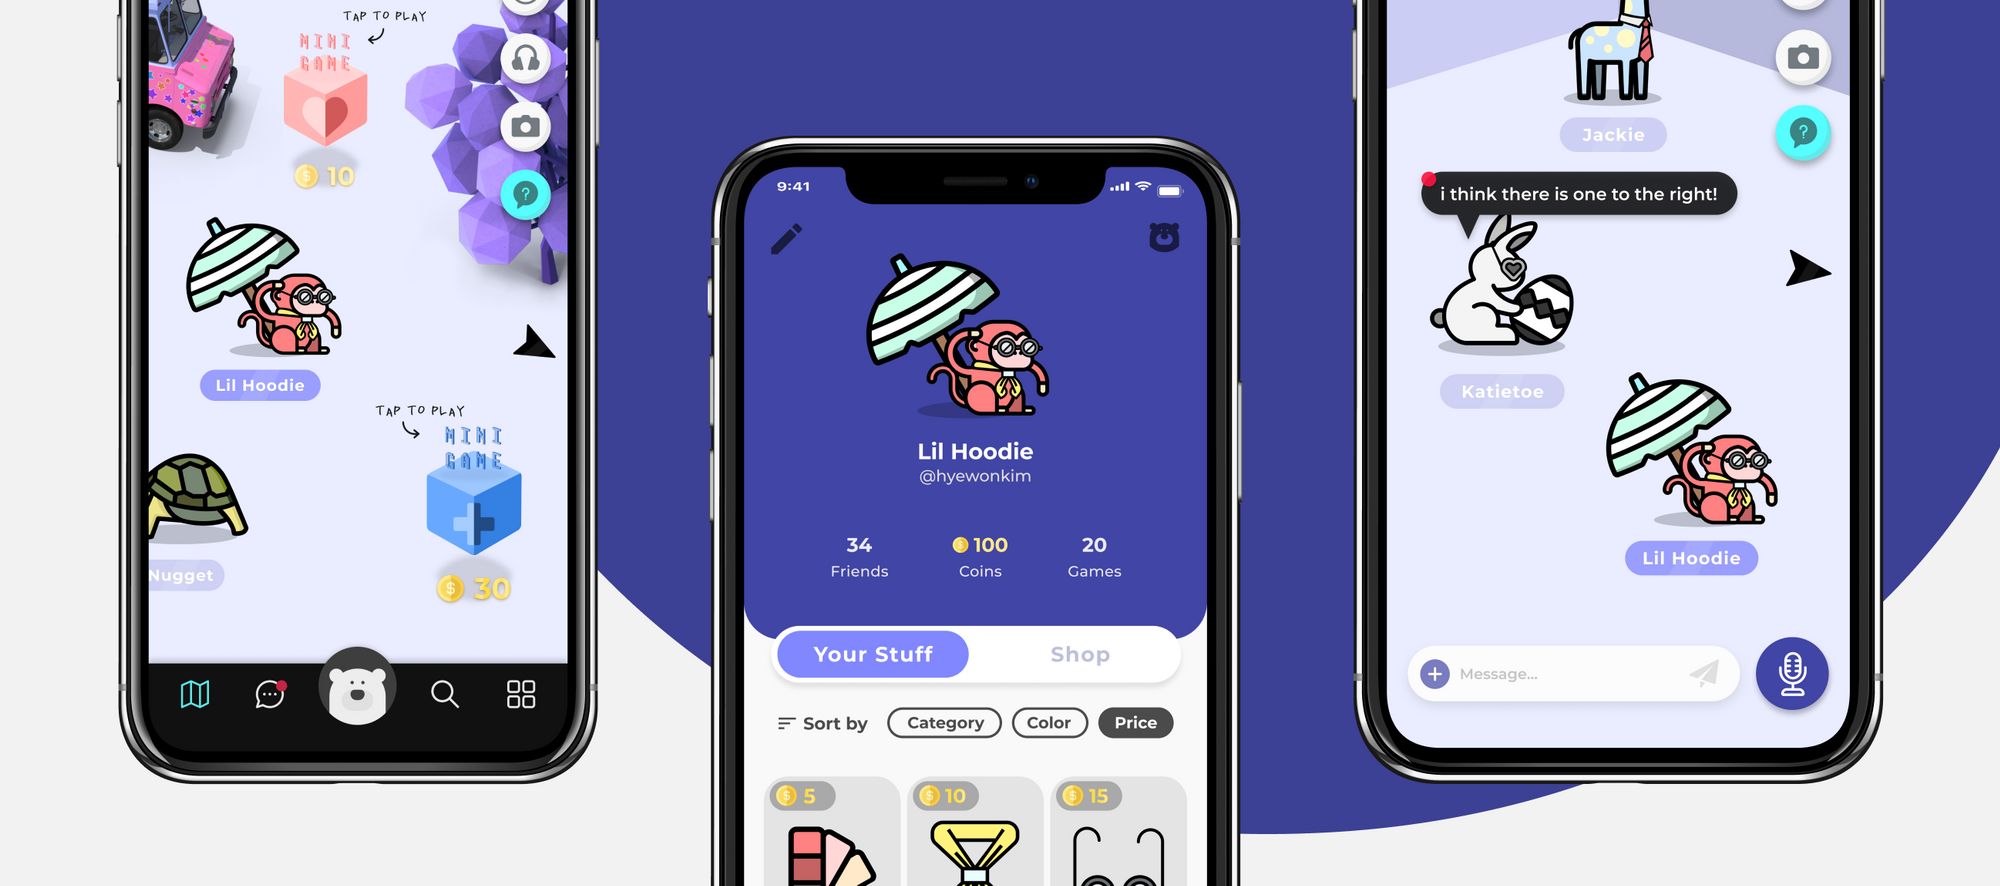 TAP TO PLAY
MINI
GAME
10
Lil Hoodie
TAP TO PLAY
MINI
GAME
Nugget
30
9:41
Lil Hoodie
@hyewonkim
34
100
20
Friends
Coins
Games
Your Stuff
Shop
Sort by
Category
Color
Price
5
10
15
Jackie
i think there is one to the right!
Katietoe
Lil Hoodie
Message...